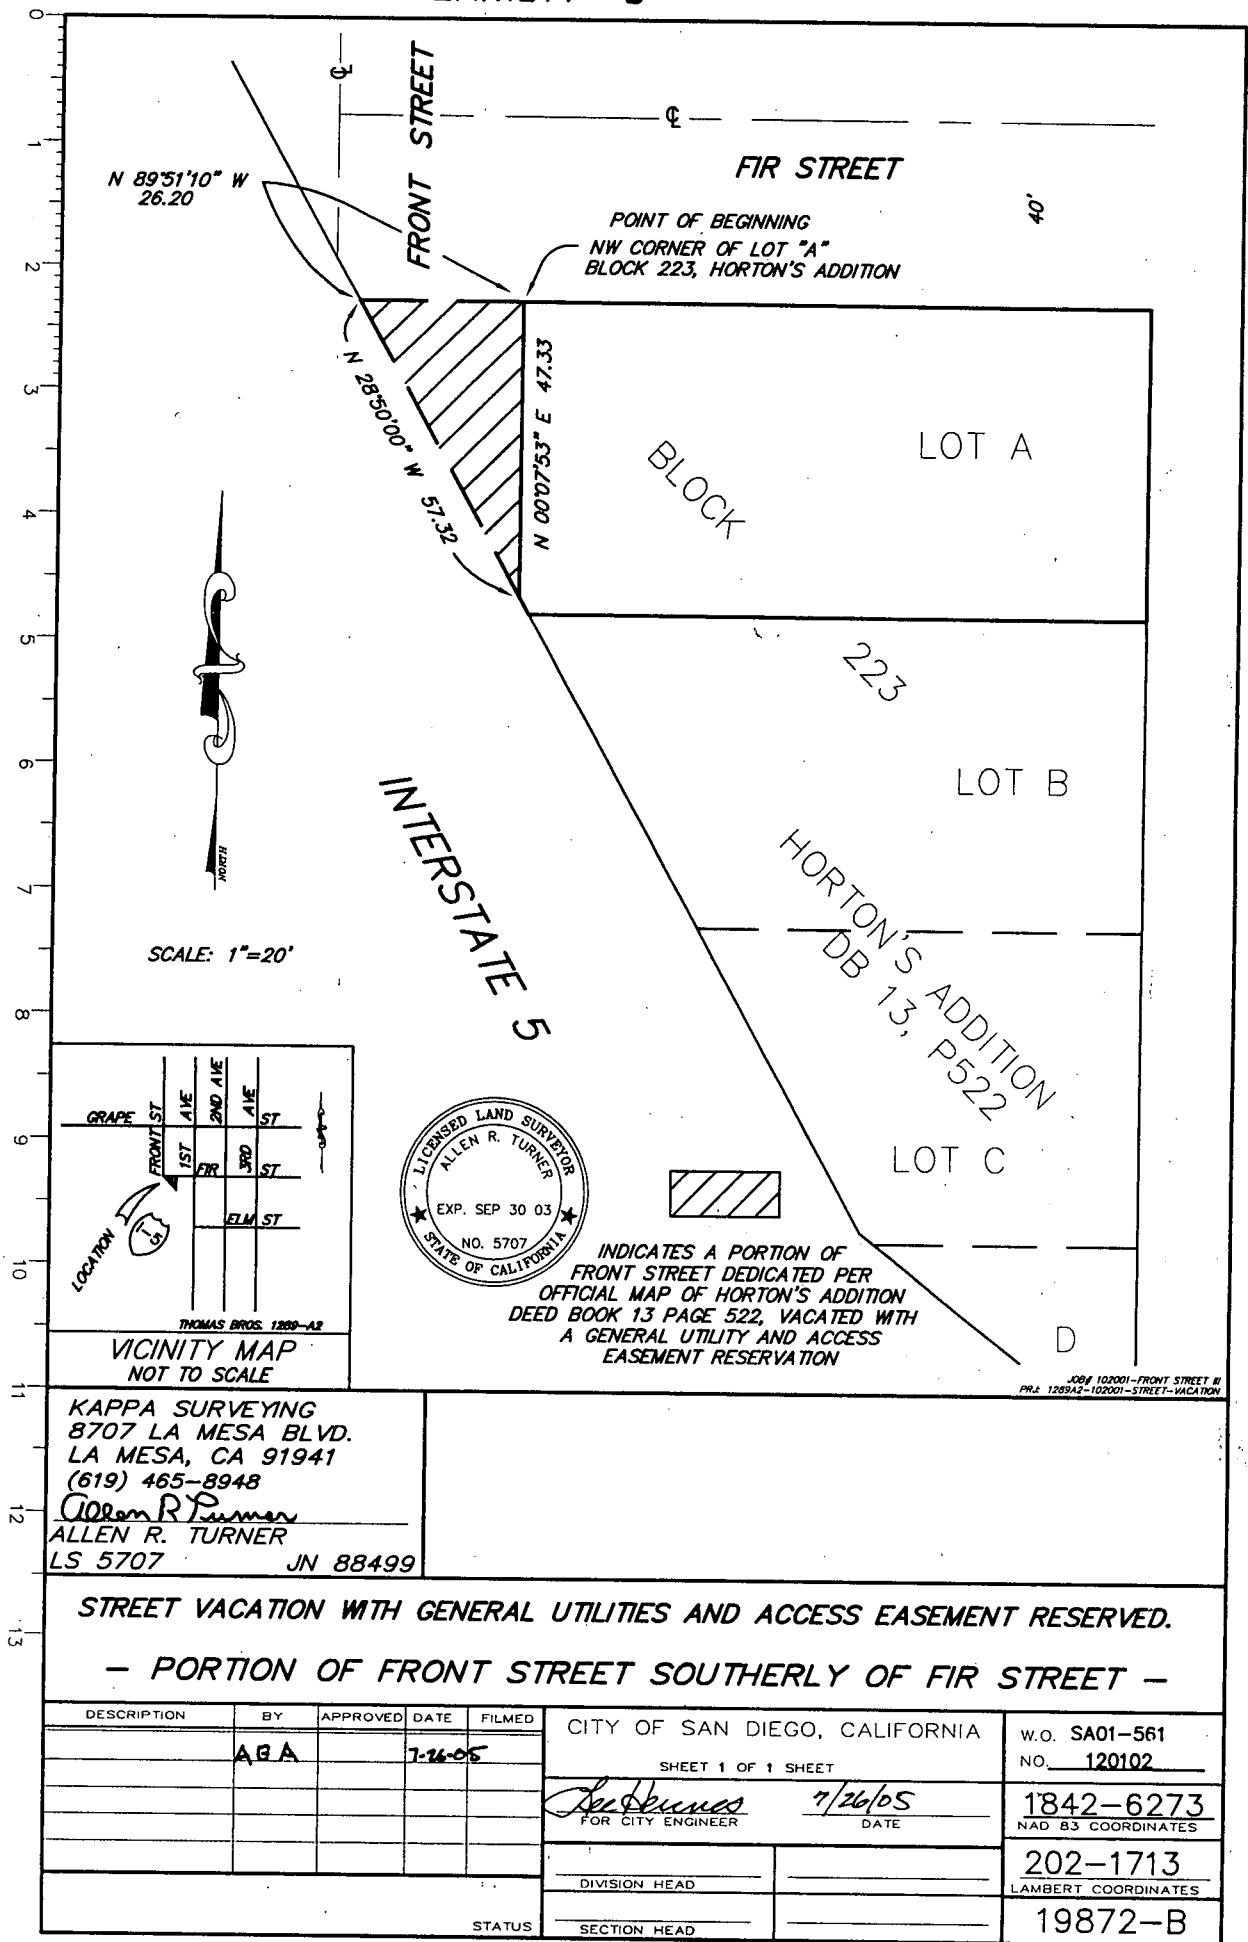 0
1
2
3
4
5
6
7
8
9
10
11
12
13
℄
℄
FRONT STREET
FIR STREET
40'
N 89°51'10" W
26.20
POINT OF BEGINNING
NW CORNER OF LOT "A"
BLOCK 223, HORTON'S ADDITION
N 28°50'00" W 57.32
N 00°07'53" E 47.33
BLOCK
223
LOT A
LOT B
HORTON'S ADDITION
DB 13, P522
LOT C
D
NORTH
SCALE: 1"=20'
INTERSTATE 5
GRAPE ST
FRONT ST
1ST AVE
2ND AVE
3RD AVE
FIR ST
ELM ST
LOCATION
I-5
THOMAS BROS. 1289-A2
VICINITY MAP
NOT TO SCALE
LICENSED LAND SURVEYOR
ALLEN R. TURNER
EXP. SEP 30 03
NO. 5707
STATE OF CALIFORNIA
INDICATES A PORTION OF
FRONT STREET DEDICATED PER
OFFICIAL MAP OF HORTON'S ADDITION
DEED BOOK 13 PAGE 522, VACATED WITH
A GENERAL UTILITY AND ACCESS
EASEMENT RESERVATION
JOB# 102001-FRONT STREET III
PRJ: 1289A2-102001-STREET-VACATION
KAPPA SURVEYING
8707 LA MESA BLVD.
LA MESA, CA 91941
(619) 465-8948
Allen R Turner
ALLEN R. TURNER
LS 5707 JN 88499
STREET VACATION WITH GENERAL UTILITIES AND ACCESS EASEMENT RESERVED.
— PORTION OF FRONT STREET SOUTHERLY OF FIR STREET —
DESCRIPTION BY APPROVED DATE FILMED
ABA 7-26-05
STATUS
CITY OF SAN DIEGO, CALIFORNIA
SHEET 1 OF 1 SHEET
7/26/05
FOR CITY ENGINEER DATE
DIVISION HEAD
SECTION HEAD
W.O. SA01-561
NO. 120102
1842-6273
NAD 83 COORDINATES
202-1713
LAMBERT COORDINATES
19872-B